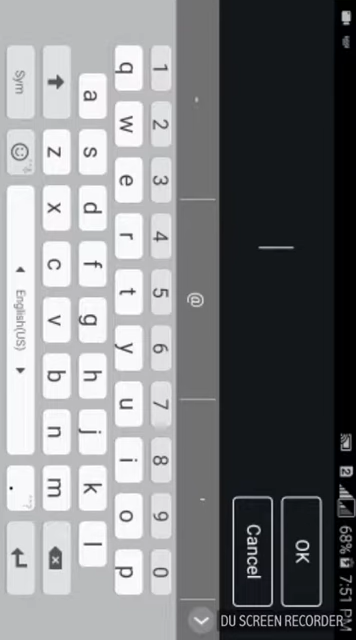 2 68% 7:51 PM
OK
Cancel
@
1 2 3 4 5 6 7 8 9 0
q w e r t y u i o p
a s d f g h j k l
z x c v b n m
Sym English(US) .
DU SCREEN RECORDER